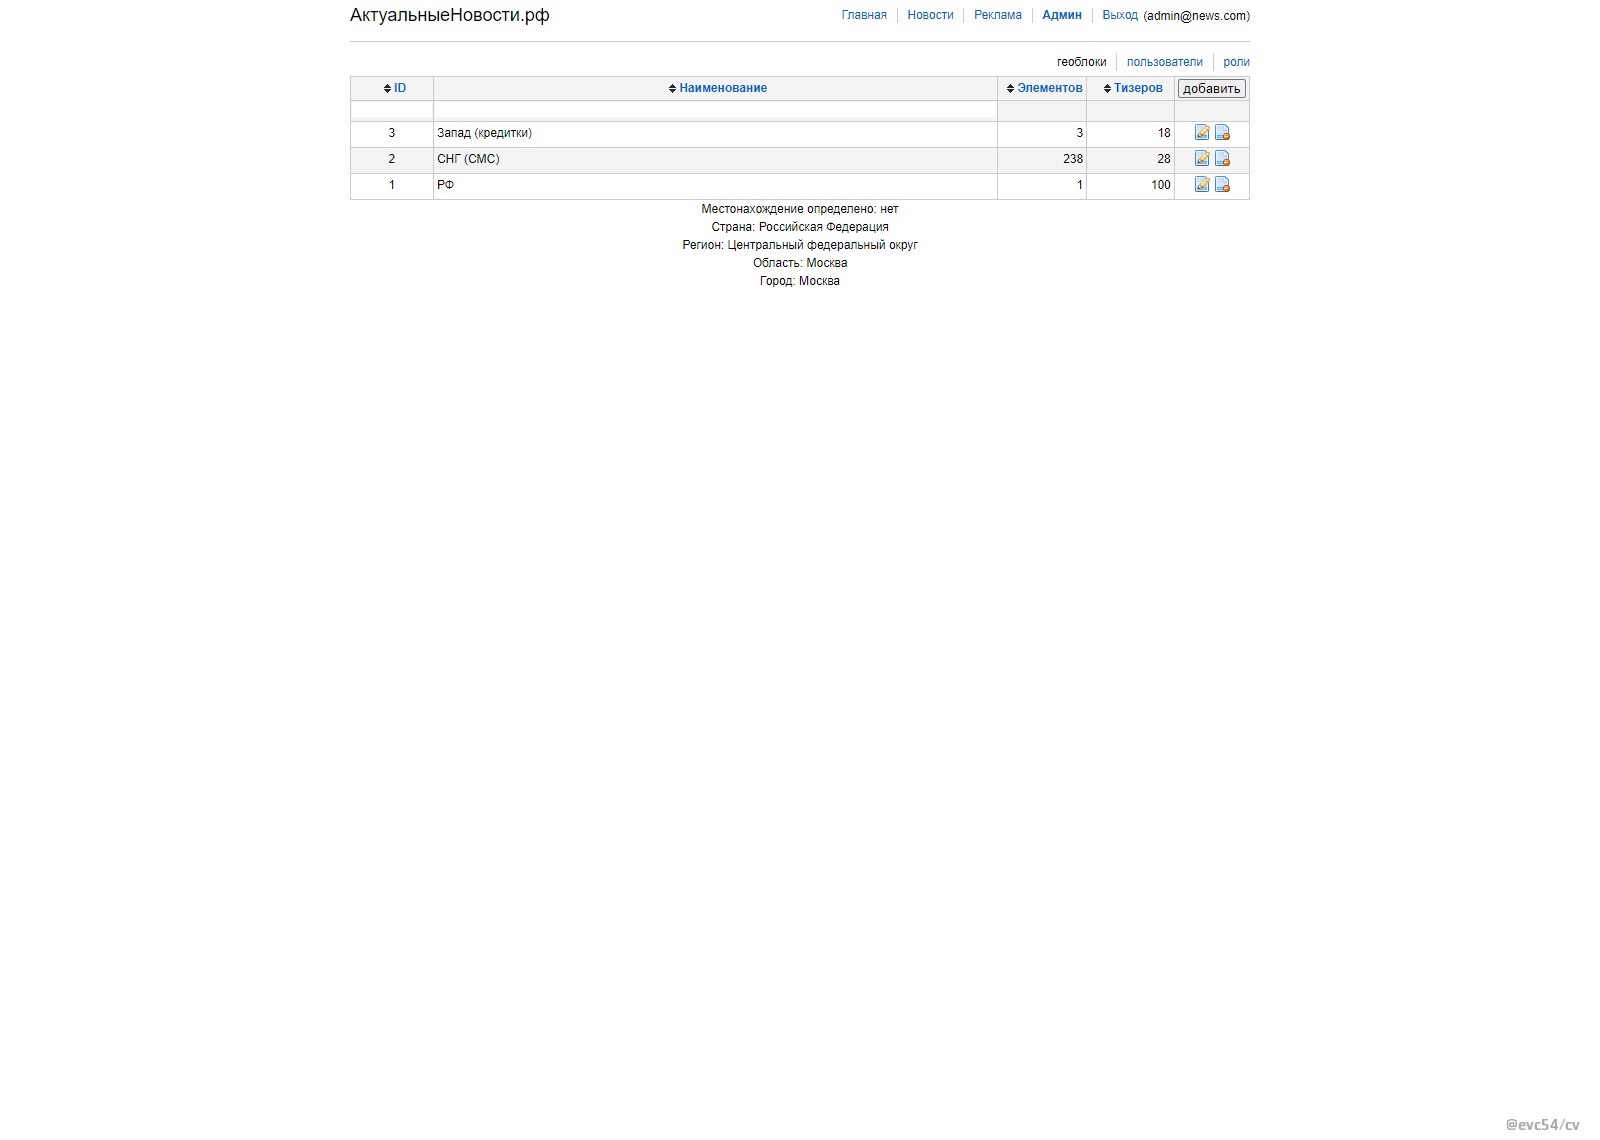 АктуальныеНовости.рф
Главная Новости Реклама Админ Выход (admin@news.com)
геоблоки пользователи роли
ID Наименование Элементов Тизеров добавить
3 Запад (кредитки) 3 18
2 СНГ (СМС) 238 28
1 РФ 1 100
Местонахождение определено: нет
Страна: Российская Федерация
Регион: Центральный федеральный округ
Область: Москва
Город: Москва
@evc54/cv